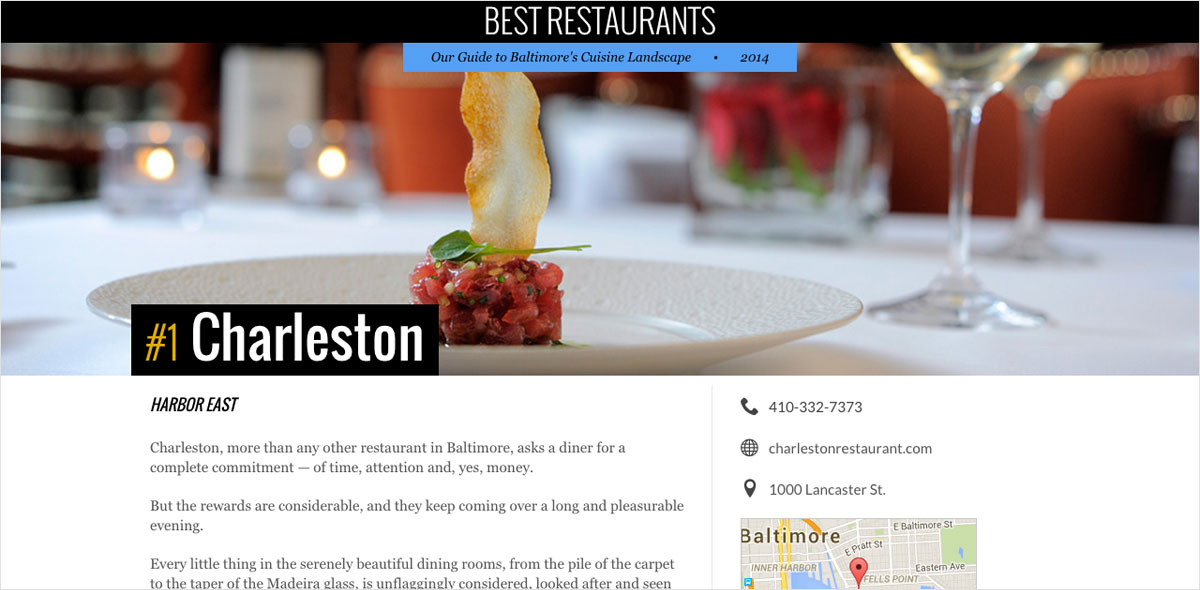 BEST RESTAURANTS
Our Guide to Baltimore's Cuisine Landscape • 2014
#1 Charleston
HARBOR EAST
Charleston, more than any other restaurant in Baltimore, asks a diner for a
complete commitment — of time, attention and, yes, money.
But the rewards are considerable, and they keep coming over a long and pleasurable
evening.
Every little thing in the serenely beautiful dining rooms, from the pile of the carpet
to the taper of the Madeira glass, is unflaggingly considered, looked after and seen
410-332-7373
charlestonrestaurant.com
1000 Lancaster St.
E Baltimore St
Baltimore
E Pratt St
INNER HARBOR
Eastern Ave
FELLS POINT